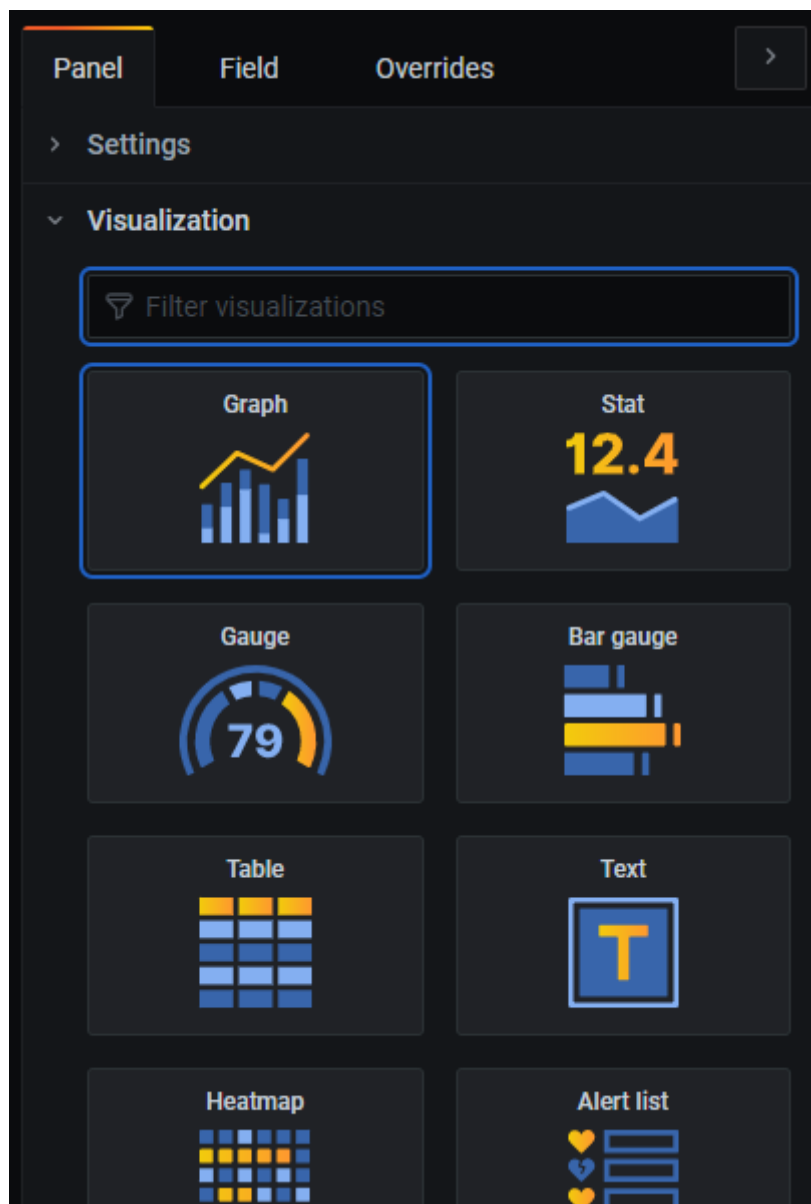 Panel Field Overrides
Settings
Visualization
Filter visualizations
Graph Stat
12.4
Gauge Bar gauge
79
Table Text
T
Heatmap Alert list